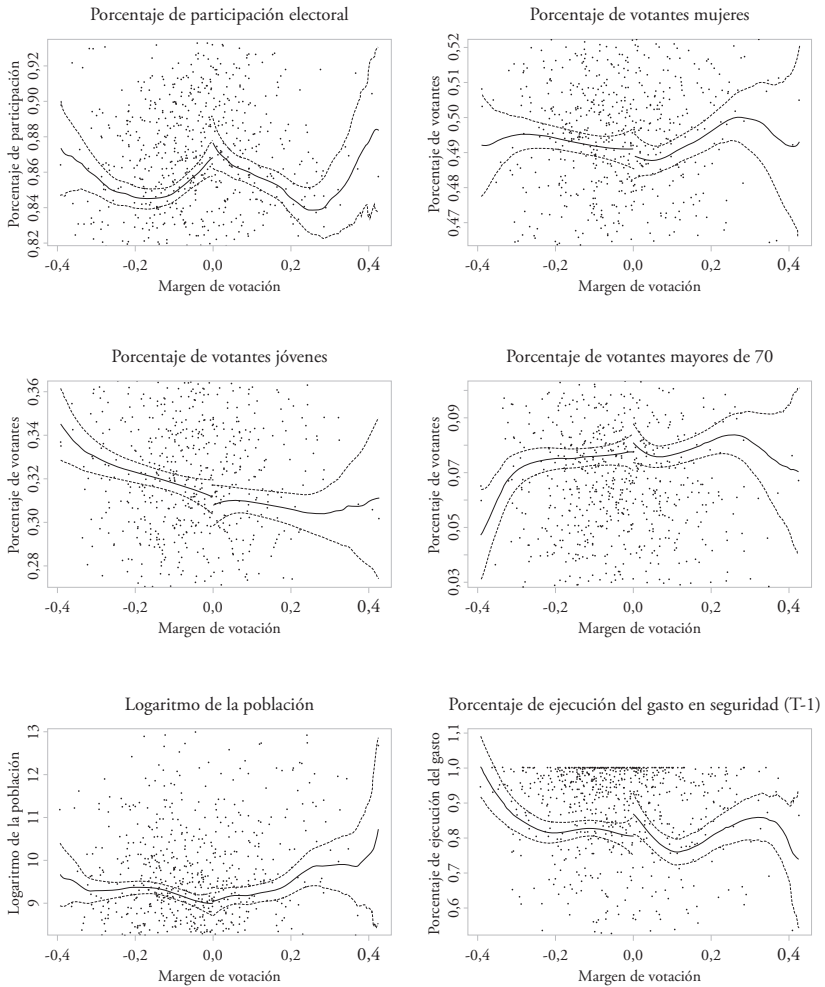 Porcentaje de participación electoral
Porcentaje de participación
0,92
0,90
0,88
0,86
0,84
0,82
-0,4 -0,2 0,0 0,2 0,4
Margen de votación
Porcentaje de votantes mujeres
Porcentaje de votantes
0,52
0,51
0,50
0,49
0,48
0,47
-0,4 -0,2 0,0 0,2 0,4
Margen de votación
Porcentaje de votantes jóvenes
Porcentaje de votantes
0,36
0,34
0,32
0,30
0,28
-0,4 -0,2 0,0 0,2 0,4
Margen de votación
Porcentaje de votantes mayores de 70
Porcentaje de votantes
0,09
0,07
0,05
0,03
-0,4 -0,2 0,0 0,2 0,4
Margen de votación
Logaritmo de la población
Logaritmo de la población
13
12
11
10
9
-0,4 -0,2 0,0 0,2 0,4
Margen de votación
Porcentaje de ejecución del gasto en seguridad (T-1)
Porcentaje de ejecución del gasto
1,1
1,0
0,9
0,8
0,7
0,6
-0,4 -0,2 0,0 0,2 0,4
Margen de votación